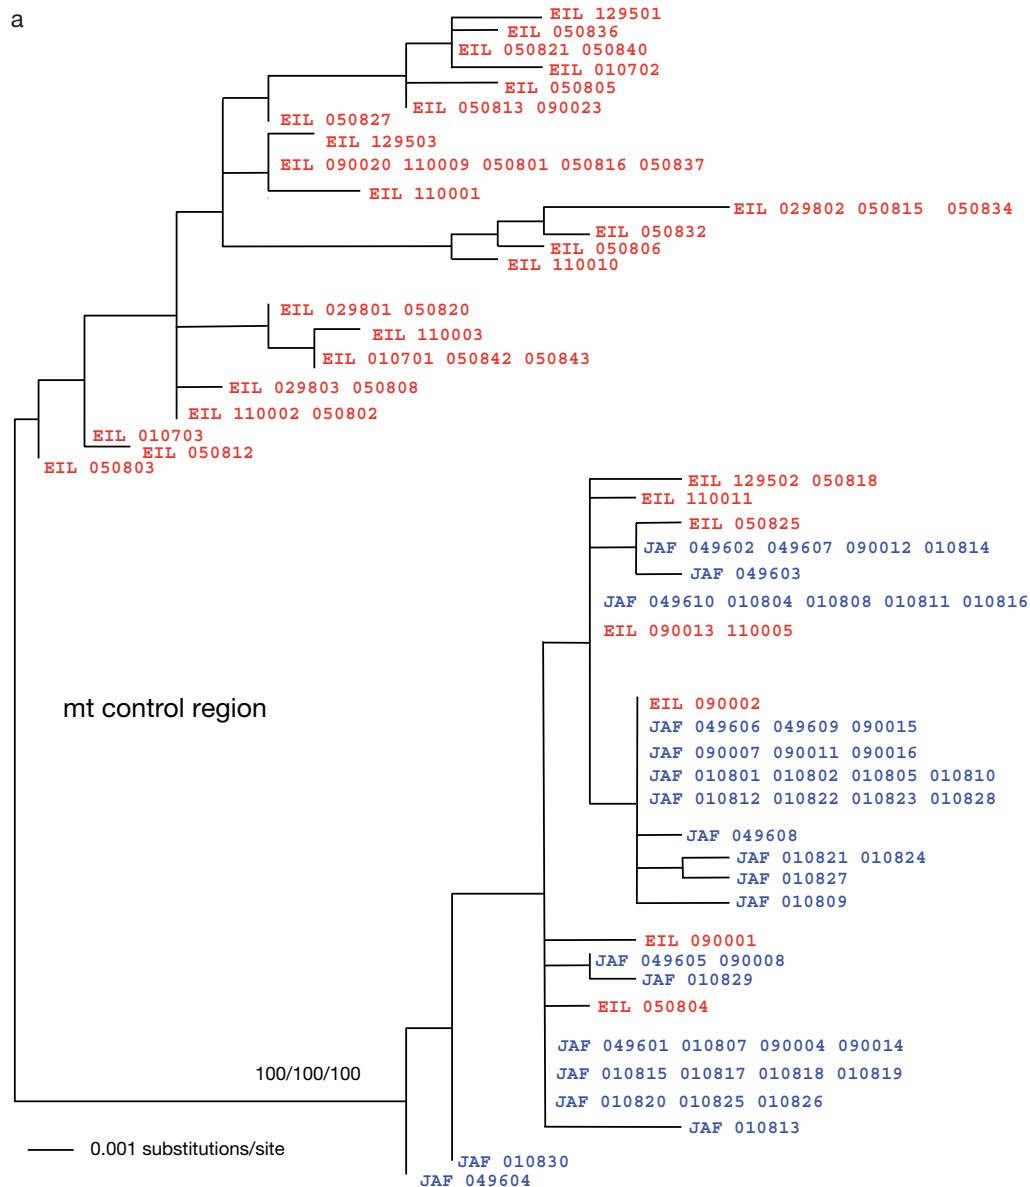 a
EIL 129501
EIL 050836
EIL 050821 050840
EIL 010702
EIL 050805
EIL 050813 090023
EIL 050827
EIL 129503
EIL 090020 110009 050801 050816 050837
EIL 110001
EIL 029802 050815 050834
EIL 050832
EIL 050806
EIL 110010
EIL 029801 050820
EIL 110003
EIL 010701 050842 050843
EIL 029803 050808
EIL 110002 050802
EIL 010703
EIL 050812
EIL 050803
EIL 129502 050818
EIL 110011
EIL 050825
JAF 049602 049607 090012 010814
JAF 049603
JAF 049610 010804 010808 010811 010816
EIL 090013 110005
mt control region
EIL 090002
JAF 049606 049609 090015
JAF 090007 090011 090016
JAF 010801 010802 010805 010810
JAF 010812 010822 010823 010828
JAF 049608
JAF 010821 010824
JAF 010827
JAF 010809
EIL 090001
JAF 049605 090008
JAF 010829
EIL 050804
JAF 049601 010807 090004 090014
JAF 010815 010817 010818 010819
JAF 010820 010825 010826
JAF 010813
100/100/100
0.001 substitutions/site
JAF 010830
JAF 049604